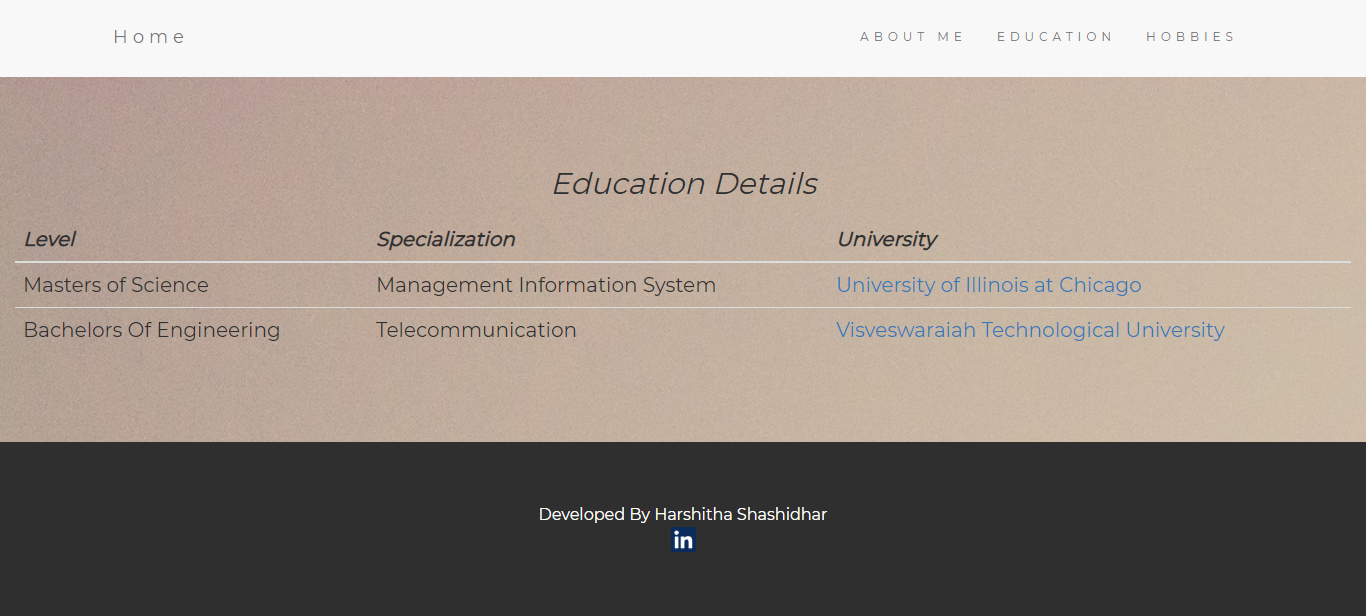 Home ABOUT ME EDUCATION HOBBIES
Education Details
Level Specialization University
Masters of Science Management Information System University of Illinois at Chicago
Bachelors Of Engineering Telecommunication Visveswaraiah Technological University
Developed By Harshitha Shashidhar
in